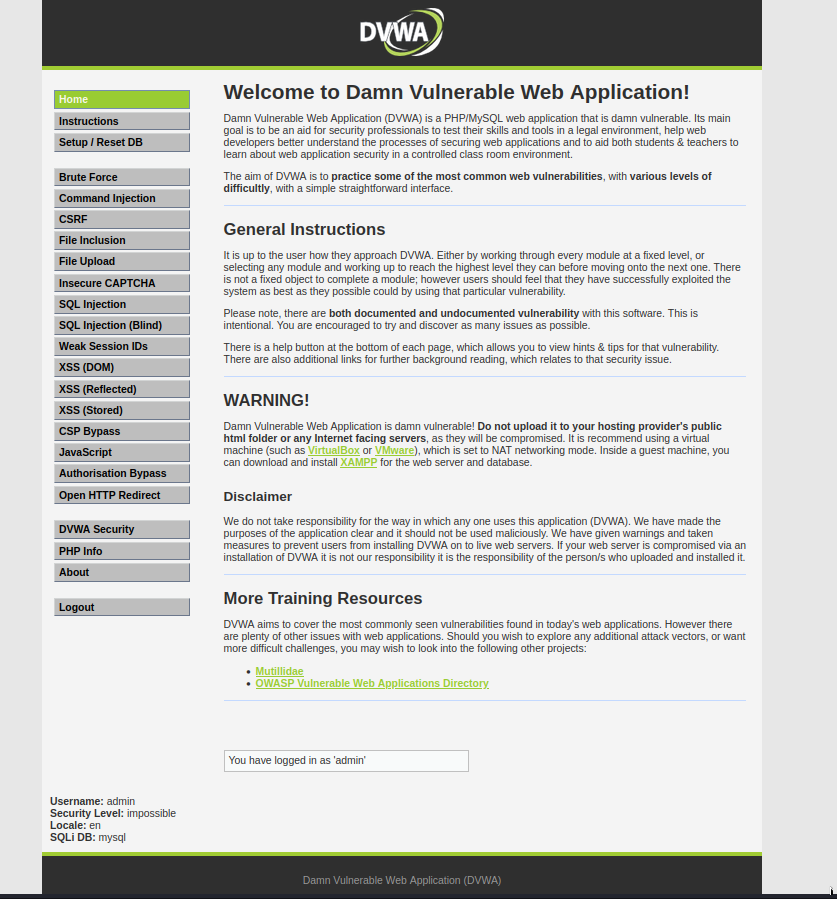 DVWA
Home
Instructions
Setup / Reset DB
Brute Force
Command Injection
CSRF
File Inclusion
File Upload
Insecure CAPTCHA
SQL Injection
SQL Injection (Blind)
Weak Session IDs
XSS (DOM)
XSS (Reflected)
XSS (Stored)
CSP Bypass
JavaScript
Authorisation Bypass
Open HTTP Redirect
DVWA Security
PHP Info
About
Logout
Welcome to Damn Vulnerable Web Application!
Damn Vulnerable Web Application (DVWA) is a PHP/MySQL web application that is damn vulnerable. Its main
goal is to be an aid for security professionals to test their skills and tools in a legal environment, help web
developers better understand the processes of securing web applications and to aid both students & teachers to
learn about web application security in a controlled class room environment.
The aim of DVWA is to practice some of the most common web vulnerabilities, with various levels of
difficultly, with a simple straightforward interface.
General Instructions
It is up to the user how they approach DVWA. Either by working through every module at a fixed level, or
selecting any module and working up to reach the highest level they can before moving onto the next one. There
is not a fixed object to complete a module; however users should feel that they have successfully exploited the
system as best as they possible could by using that particular vulnerability.
Please note, there are both documented and undocumented vulnerability with this software. This is
intentional. You are encouraged to try and discover as many issues as possible.
There is a help button at the bottom of each page, which allows you to view hints & tips for that vulnerability.
There are also additional links for further background reading, which relates to that security issue.
WARNING!
Damn Vulnerable Web Application is damn vulnerable! Do not upload it to your hosting provider's public
html folder or any Internet facing servers, as they will be compromised. It is recommend using a virtual
machine (such as VirtualBox or VMware), which is set to NAT networking mode. Inside a guest machine, you
can download and install XAMPP for the web server and database.
Disclaimer
We do not take responsibility for the way in which any one uses this application (DVWA). We have made the
purposes of the application clear and it should not be used maliciously. We have given warnings and taken
measures to prevent users from installing DVWA on to live web servers. If your web server is compromised via an
installation of DVWA it is not our responsibility it is the responsibility of the person/s who uploaded and installed it.
More Training Resources
DVWA aims to cover the most commonly seen vulnerabilities found in today's web applications. However there
are plenty of other issues with web applications. Should you wish to explore any additional attack vectors, or want
more difficult challenges, you may wish to look into the following other projects:
• Mutillidae
• OWASP Vulnerable Web Applications Directory
You have logged in as 'admin'
Username: admin
Security Level: impossible
Locale: en
SQLi DB: mysql
Damn Vulnerable Web Application (DVWA)